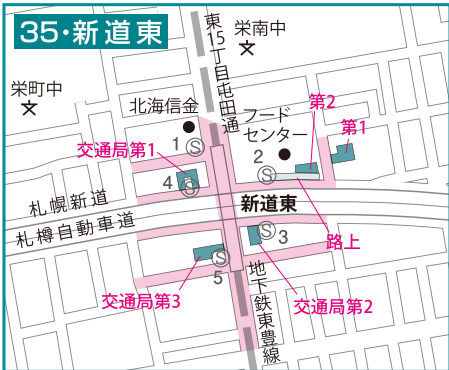 35・新道東
東15丁目屯田通
栄南中
栄町中
北海信金
フード
センター
第2
第1
交通局第1
1
S
2
S
4
S
札幌新道
新道東
札樽自動車道
路上
S
3
S
5
交通局第3
交通局第2
地下鉄東豊線